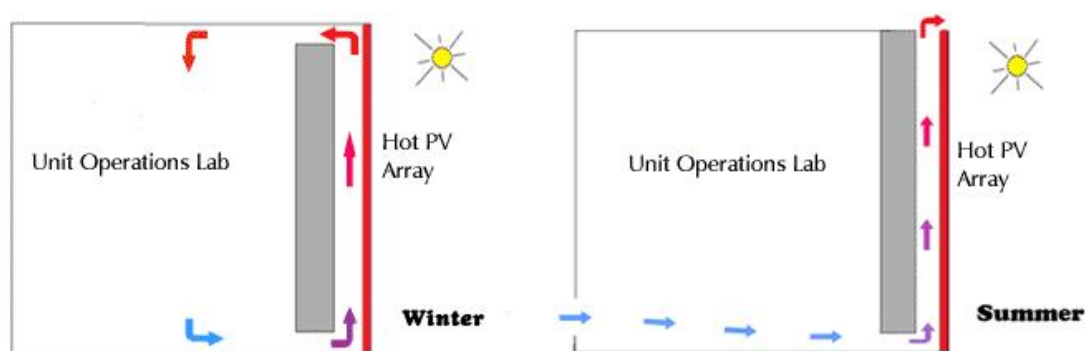 Unit Operations Lab
Hot PV
Array
Winter
Unit Operations Lab
Hot PV
Array
Summer